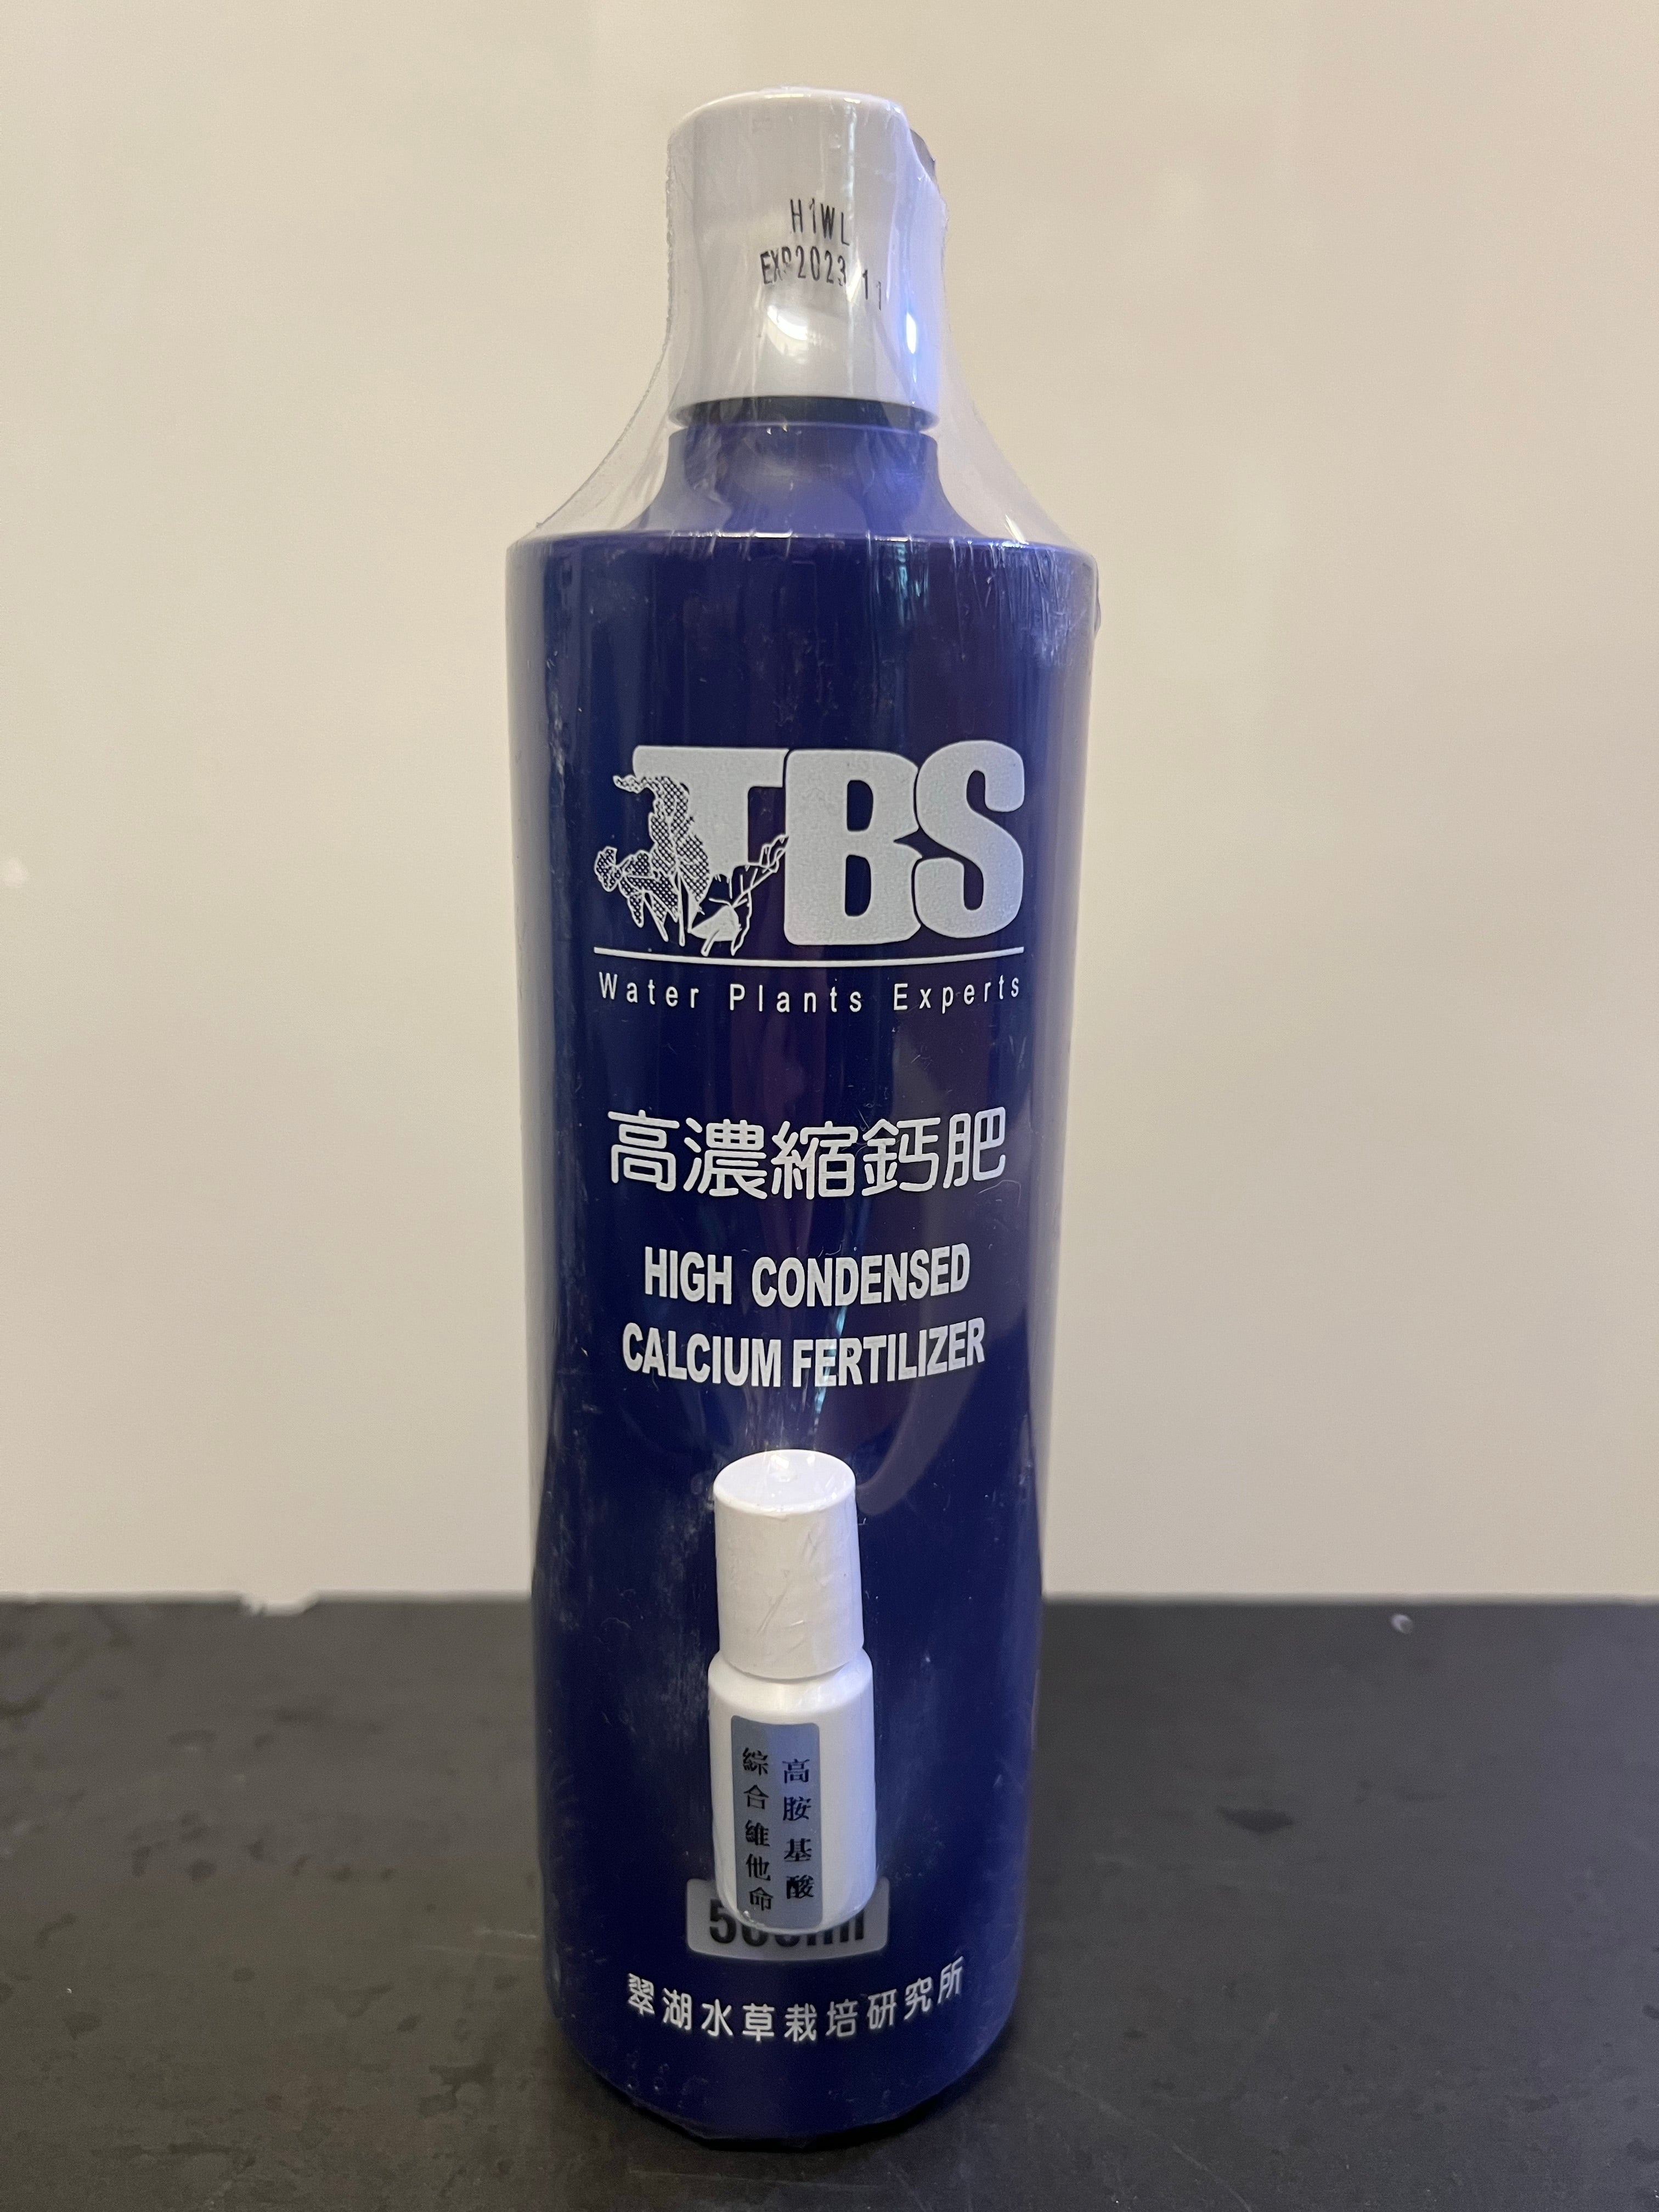 H1WL
EXP2023 11
TBS
Water Plants Experts
高濃縮鈣肥
HIGH CONDENSED
CALCIUM FERTILIZER
高胺基酸
綜合維他命
翠湖水草栽培研究所